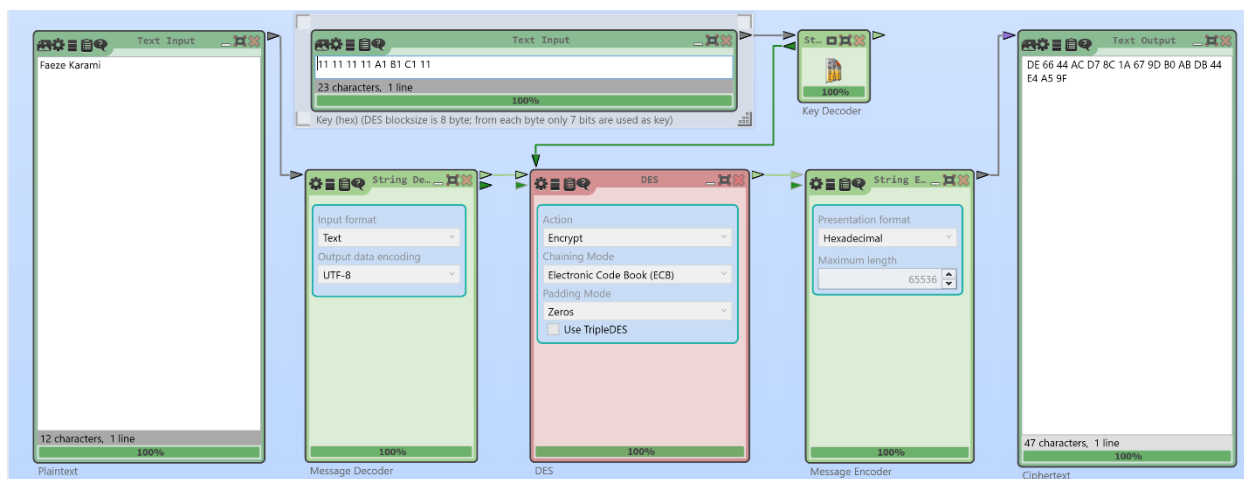 Text Input
Faeze Karami
12 characters, 1 line
100%
Plaintext
Text Input
11 11 11 11 A1 B1 C1 11
23 characters, 1 line
100%
Key (hex) (DES blocksize is 8 byte; from each byte only 7 bits are used as key)
St...
100%
Key Decoder
String De...
Input format
Text
Output data encoding
UTF-8
100%
Message Decoder
DES
Action
Encrypt
Chaining Mode
Electronic Code Book (ECB)
Padding Mode
Zeros
Use TripleDES
100%
DES
String E...
Presentation format
Hexadecimal
Maximum length
65536
100%
Message Encoder
Text Output
DE 66 44 AC D7 8C 1A 67 9D B0 AB DB 44
E4 A5 9F
47 characters, 1 line
100%
Ciphertext